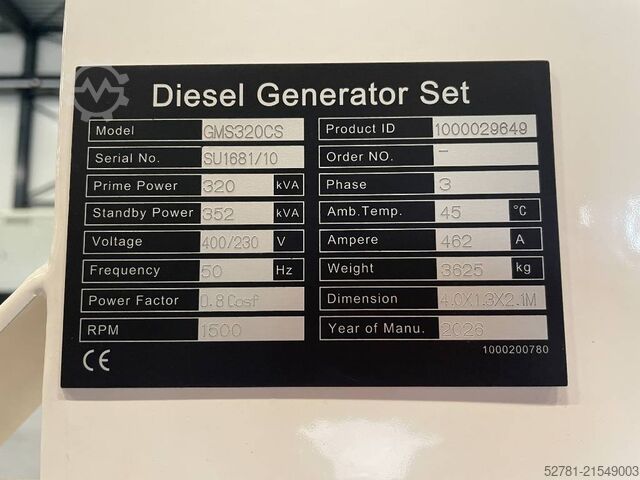 Diesel Generator Set
Model GMS320CS Product ID 1000029649
Serial No. SU1681/10 Order NO. -
Prime Power 320 kVA Phase 3
Standby Power 352 kVA Amb.Temp. 45 °C
Voltage 400/230 V Ampere 462 A
Frequency 50 Hz Weight 3625 kg
Power Factor 0.8 Cosf Dimension 4.0X1.3X2.1M
RPM 1500 Year of Manu. 2026
CE 1000200780
52781-21549003